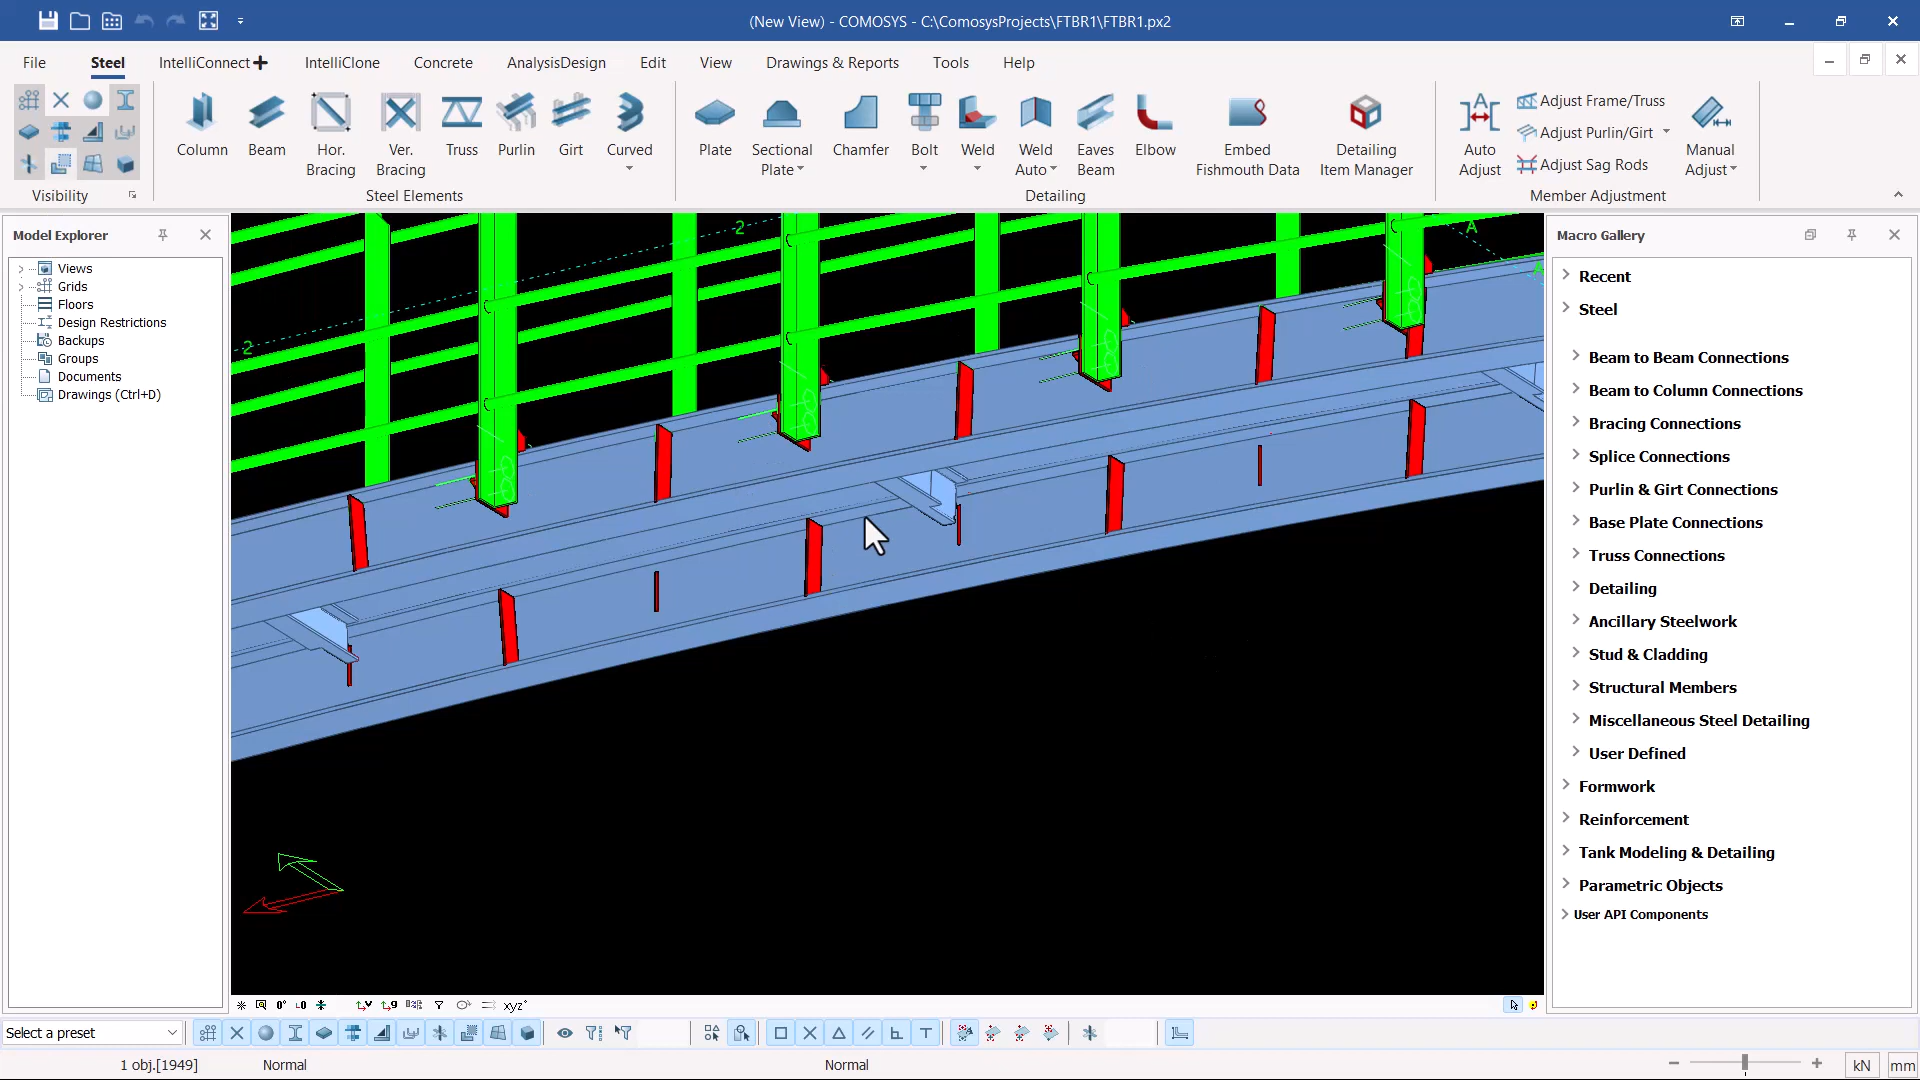 (New View) - COMOSYS - C:\ComosysProjects\FTBR1\FTBR1.px2
File
Steel
IntelliConnect
IntelliClone
Concrete
AnalysisDesign
Edit
View
Drawings & Reports
Tools
Help
Column
Beam
Hor. Bracing
Ver. Bracing
Truss
Purlin
Girt
Curved
Plate
Sectional Plate
Chamfer
Bolt
Weld
Weld Auto
Eaves Beam
Elbow
Embed Fishmouth Data
Detailing Item Manager
Auto Adjust
Adjust Frame/Truss
Adjust Purlin/Girt
Adjust Sag Rods
Manual Adjust
Visibility
Steel Elements
Detailing
Member Adjustment
Model Explorer
Views
Grids
Floors
Design Restrictions
Backups
Groups
Documents
Drawings (Ctrl+D)
2
2
A
Macro Gallery
Recent
Steel
Beam to Beam Connections
Beam to Column Connections
Bracing Connections
Splice Connections
Purlin & Girt Connections
Base Plate Connections
Truss Connections
Detailing
Ancillary Steelwork
Stud & Cladding
Structural Members
Miscellaneous Steel Detailing
User Defined
Formwork
Reinforcement
Tank Modeling & Detailing
Parametric Objects
User API Components
xyz
Select a preset
1 obj.[1949]
Normal
Normal
kN
mm